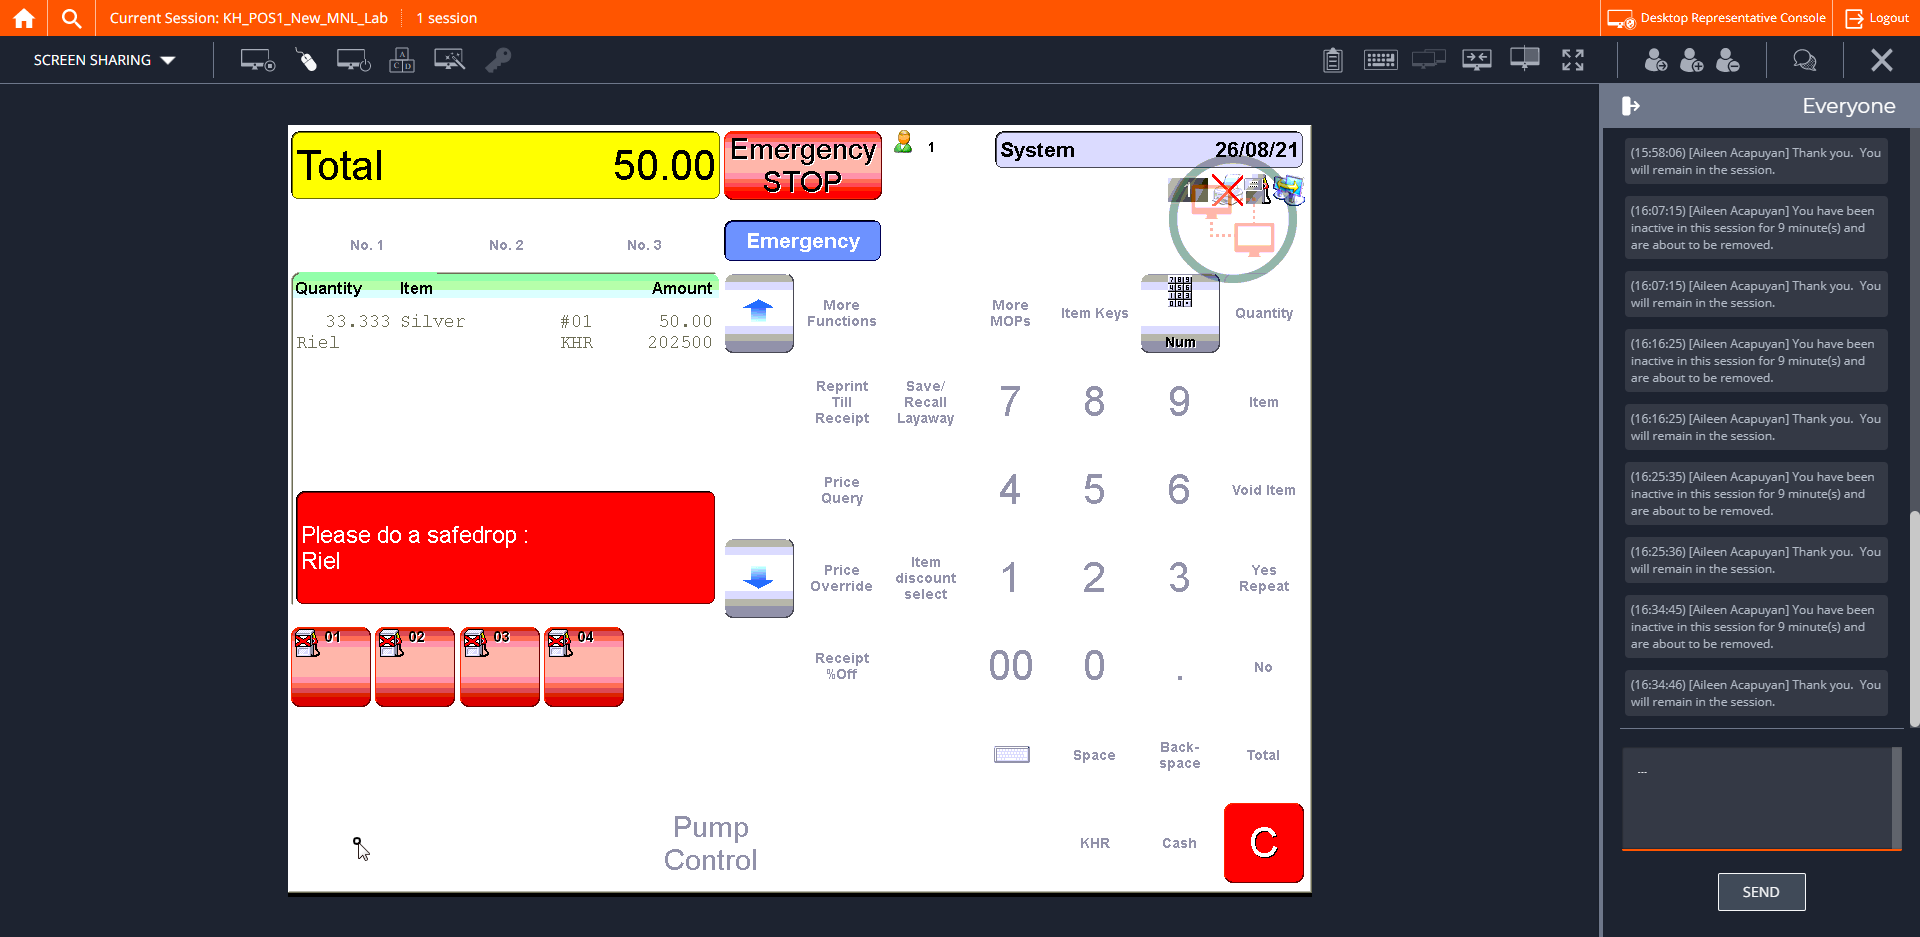 Current Session: KH_POS1_New_MNL_Lab
1 session
Desktop Representative Console
Logout
SCREEN SHARING
A
C D
Everyone
Total 50.00
Emergency
STOP
1
System 26/08/21
1
No. 1 No. 2 No. 3
Emergency
Quantity Item Amount
33.333 Silver #01 50.00
Riel KHR 202500
More
Functions
More
MOPs
Item Keys
7 8 9
4 5 6
1 2 3
0 0 •
Num
Quantity
Reprint
Till
Receipt
Save/
Recall
Layaway
7 8 9
Item
Price
Query
4 5 6
Void Item
Please do a safedrop :
Riel
Price
Override
Item
discount
select
1 2 3
Yes
Repeat
01 02 03 04
Receipt
%Off
00 0 .
No
Space
Back-
space
Total
Pump
Control
KHR
Cash
C
(15:58:06) [Aileen Acapuyan] Thank you. You
will remain in the session.
(16:07:15) [Aileen Acapuyan] You have been
inactive in this session for 9 minute(s) and
are about to be removed.
(16:07:15) [Aileen Acapuyan] Thank you. You
will remain in the session.
(16:16:25) [Aileen Acapuyan] You have been
inactive in this session for 9 minute(s) and
are about to be removed.
(16:16:25) [Aileen Acapuyan] Thank you. You
will remain in the session.
(16:25:35) [Aileen Acapuyan] You have been
inactive in this session for 9 minute(s) and
are about to be removed.
(16:25:36) [Aileen Acapuyan] Thank you. You
will remain in the session.
(16:34:45) [Aileen Acapuyan] You have been
inactive in this session for 9 minute(s) and
are about to be removed.
(16:34:46) [Aileen Acapuyan] Thank you. You
will remain in the session.
...
SEND